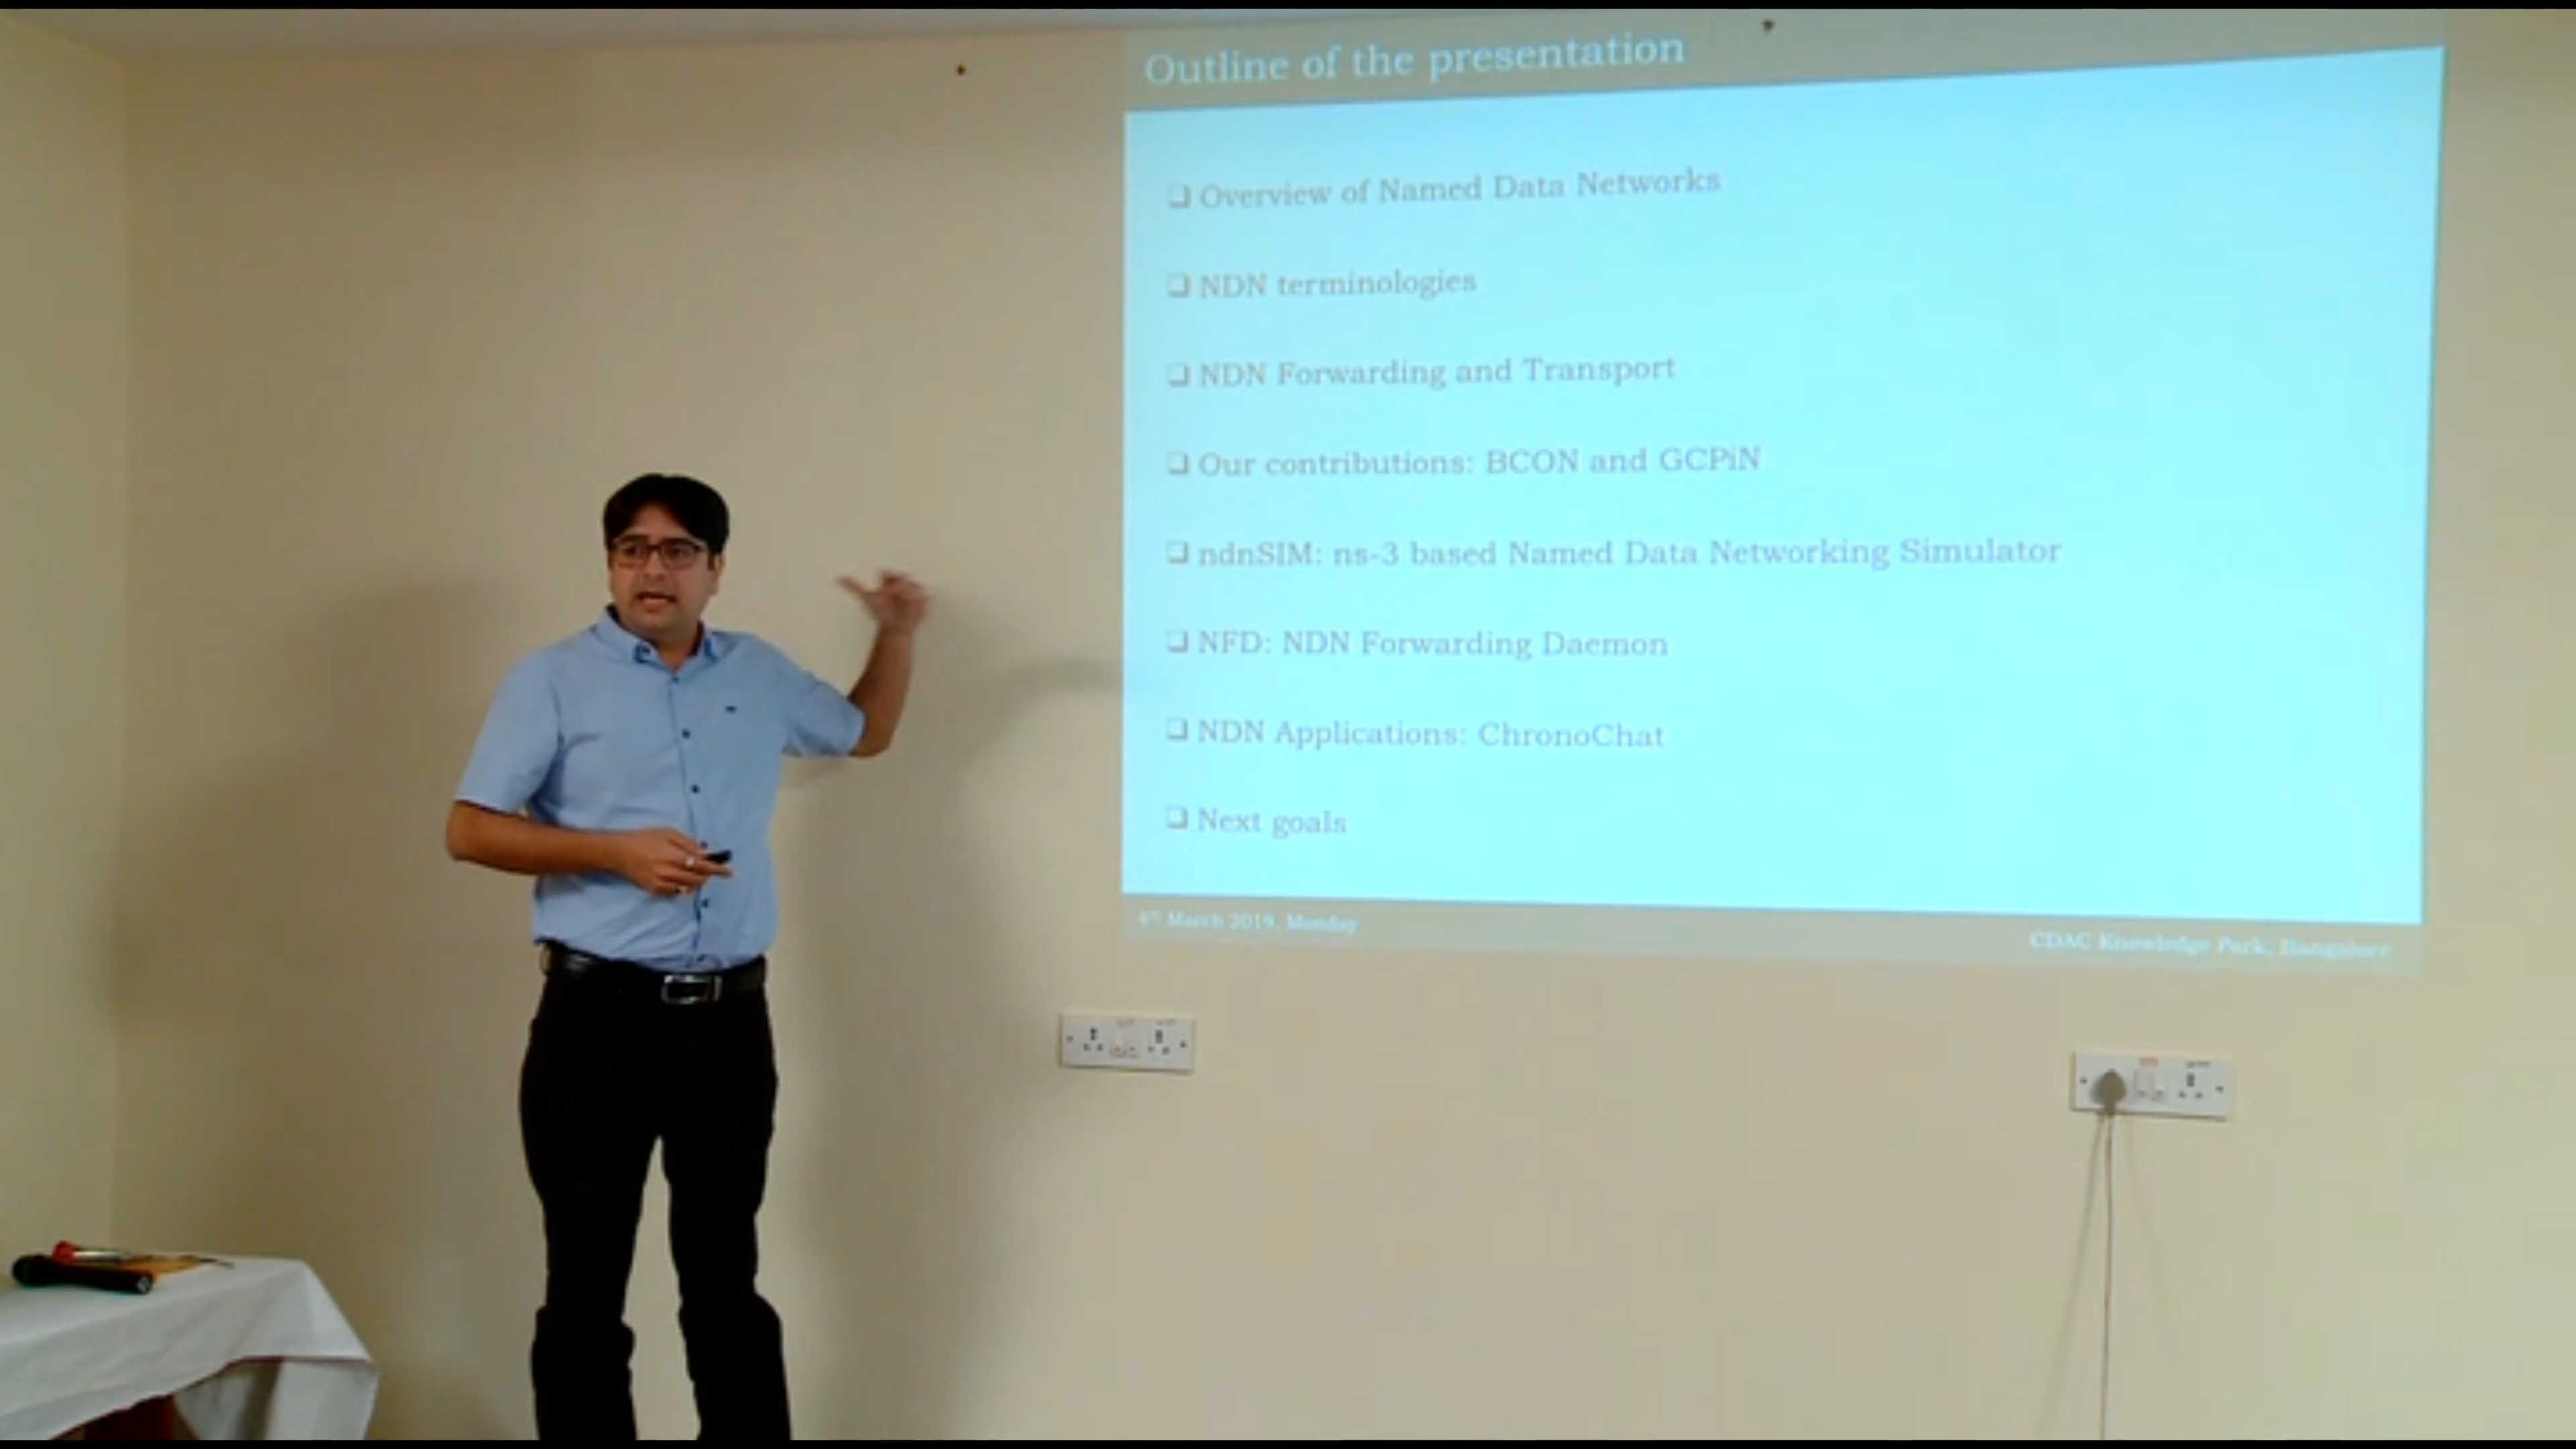 Outline of the presentation
❑ Overview of Named Data Networks
❑ NDN terminologies
❑ NDN Forwarding and Transport
❑ Our contributions: BCON and GCPiN
❑ ndnSIM: ns-3 based Named Data Networking Simulator
❑ NFD: NDN Forwarding Daemon
❑ NDN Applications: ChronoChat
❑ Next goals
4th March 2019, Monday
CDAC Knowledge Park, Bangalore